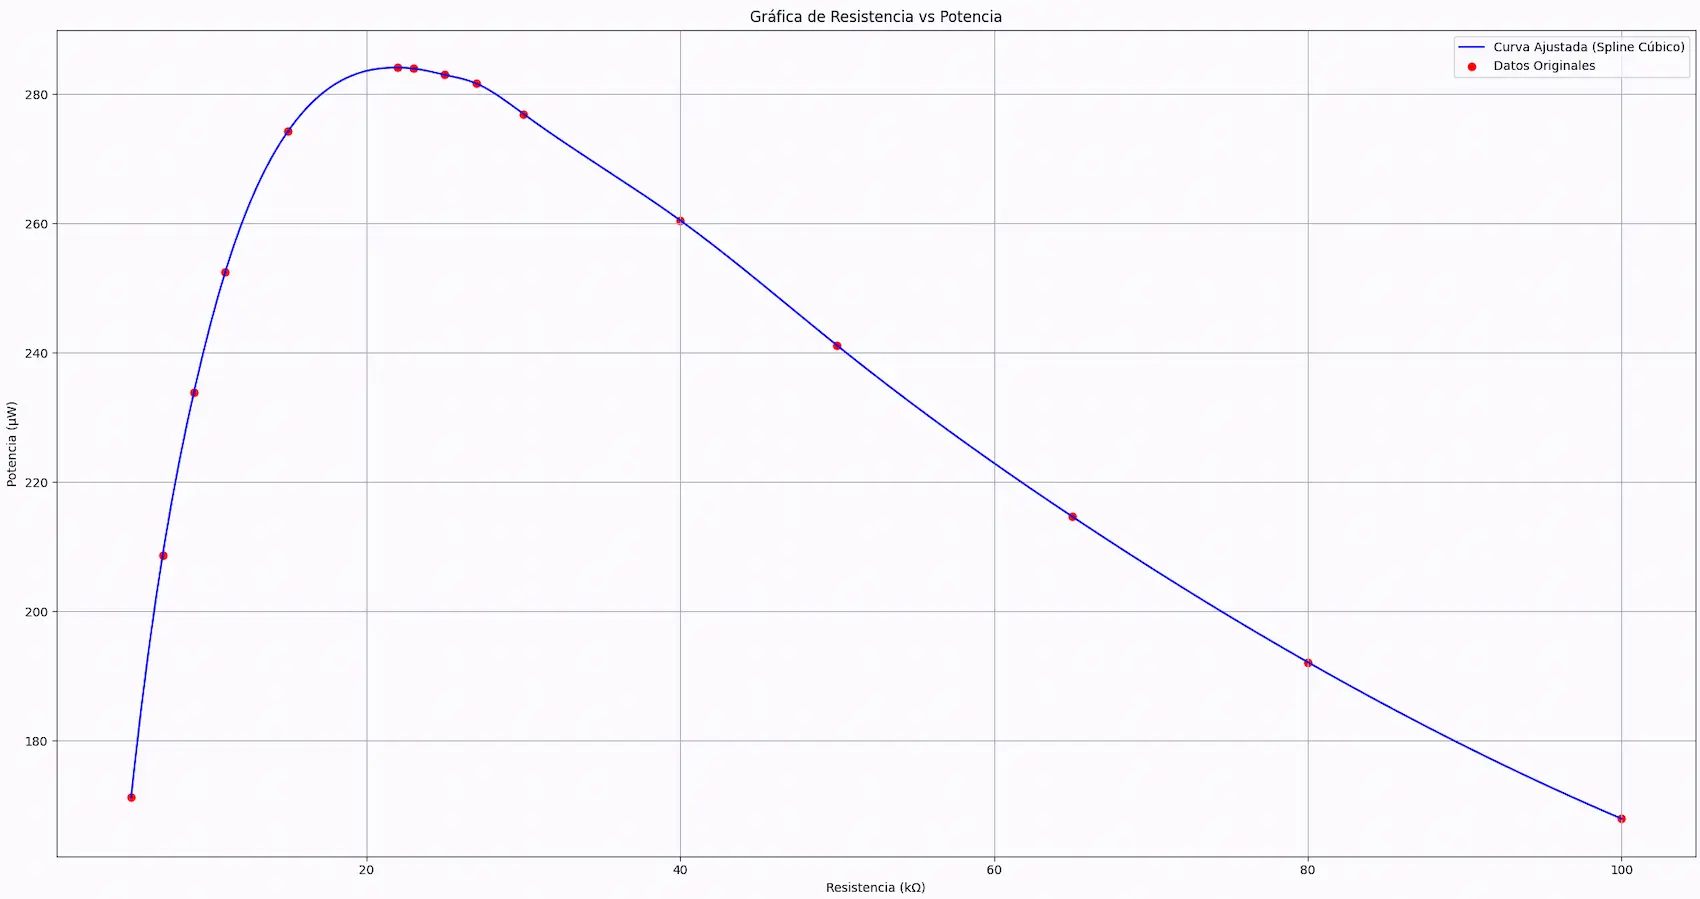 Gráfica de Resistencia vs Potencia
Curva Ajustada (Spline Cúbico)
Datos Originales
280
260
240
220
200
180
Potencia (μW)
20
40
60
80
100
Resistencia (kΩ)